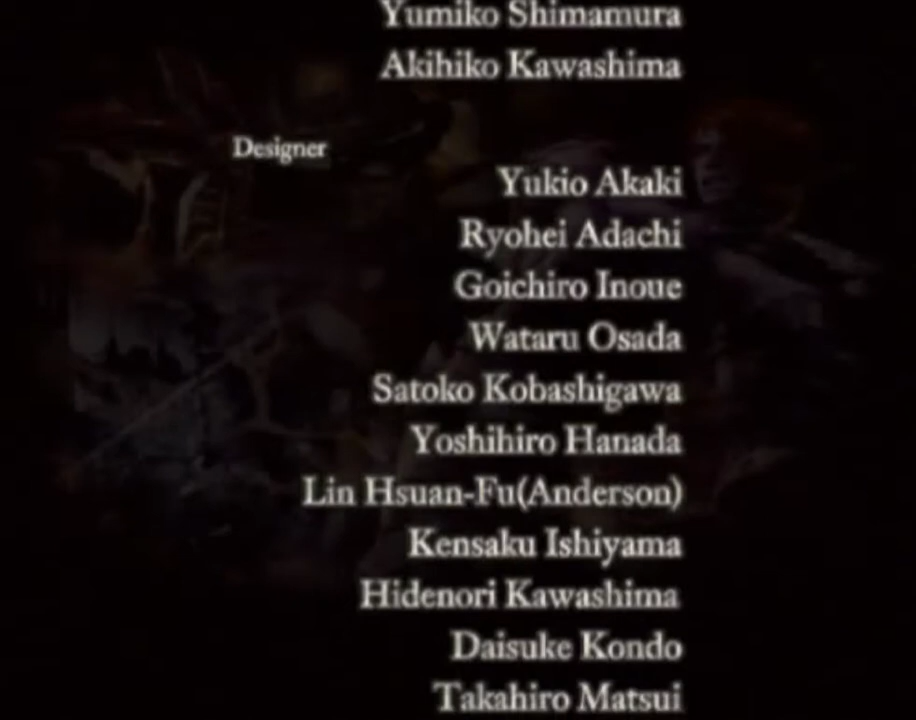 Yumiko Shimamura
Akihiko Kawashima
Designer
Yukio Akaki
Ryohei Adachi
Goichiro Inoue
Wataru Osada
Satoko Kobashigawa
Yoshihiro Hanada
Lin Hsuan-Fu(Anderson)
Kensaku Ishiyama
Hidenori Kawashima
Daisuke Kondo
Takahiro Matsui